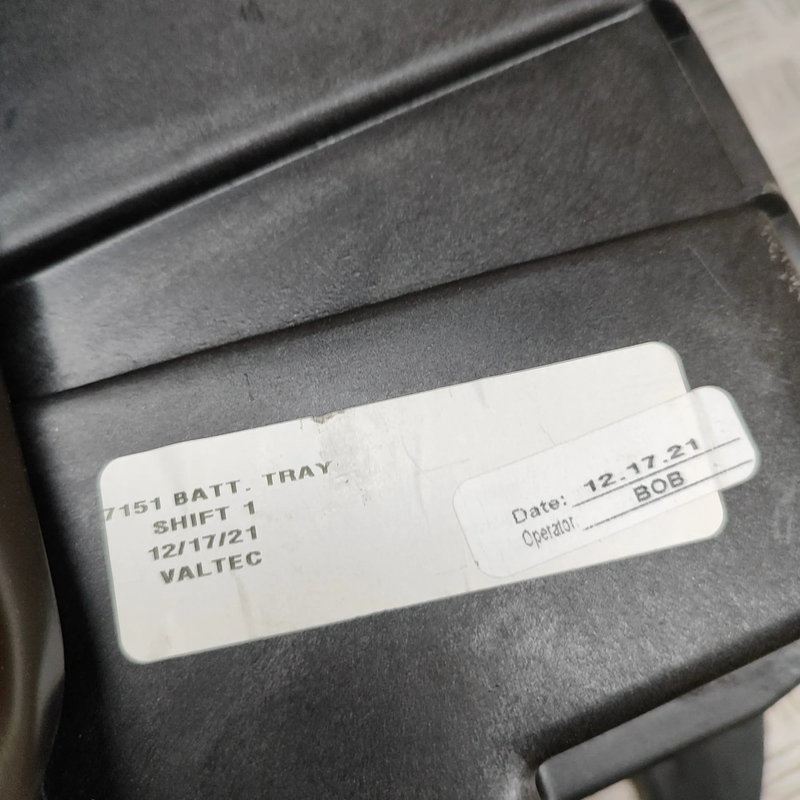 7151 BATT. TRAY
SHIFT 1
12/17/21
VALTEC
Date: 12.17.21
Operator: BOB